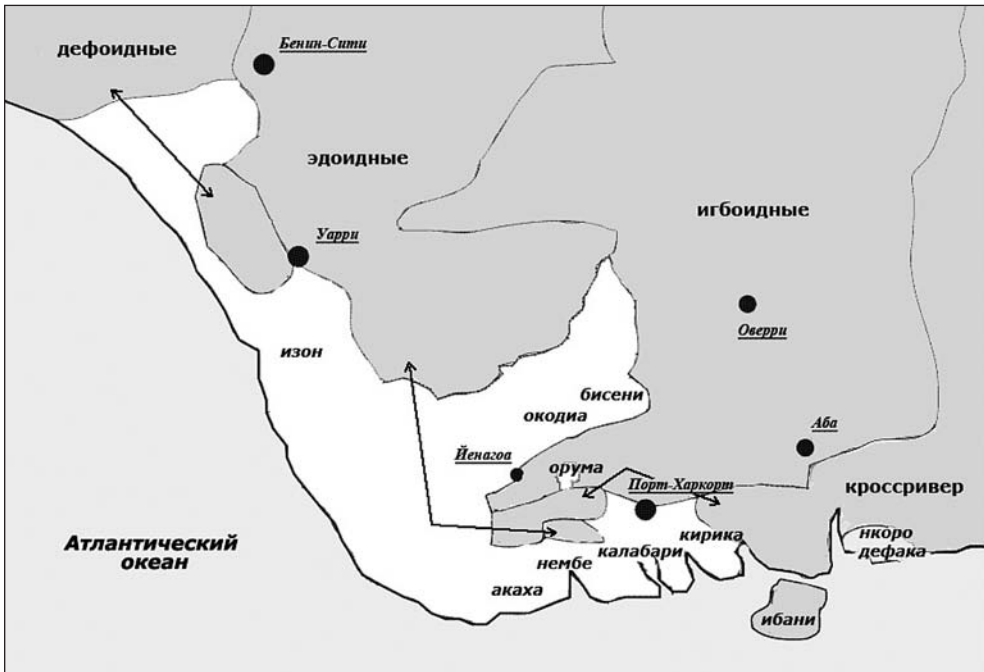 дефоидные
Бенин-Сити
эдоидные
игбоидные
Уарри
Оверри
изон
бисени
окодиа
Аба
Йенагоа
орума
Порт-Харкорт
кроссривер
Атлантический
океан
кирика
нкоро
дефака
калабари
нембе
акаха
ибани